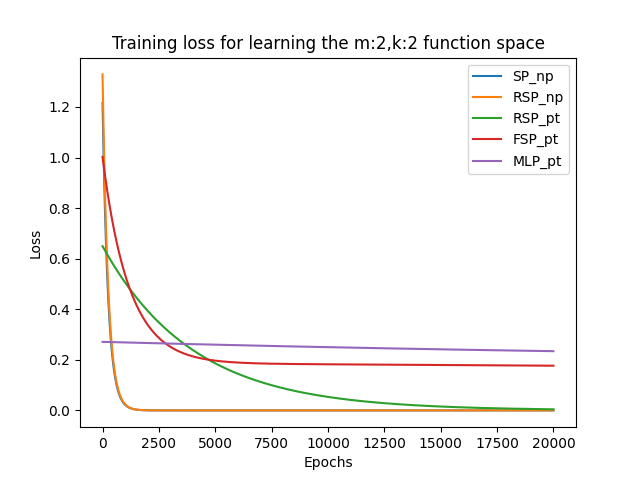 Training loss for learning the m:2,k:2 function space
SP_np
RSP_np
RSP_pt
FSP_pt
MLP_pt
Loss
1.2
1.0
0.8
0.6
0.4
0.2
0.0
0 2500 5000 7500 10000 12500 15000 17500 20000
Epochs